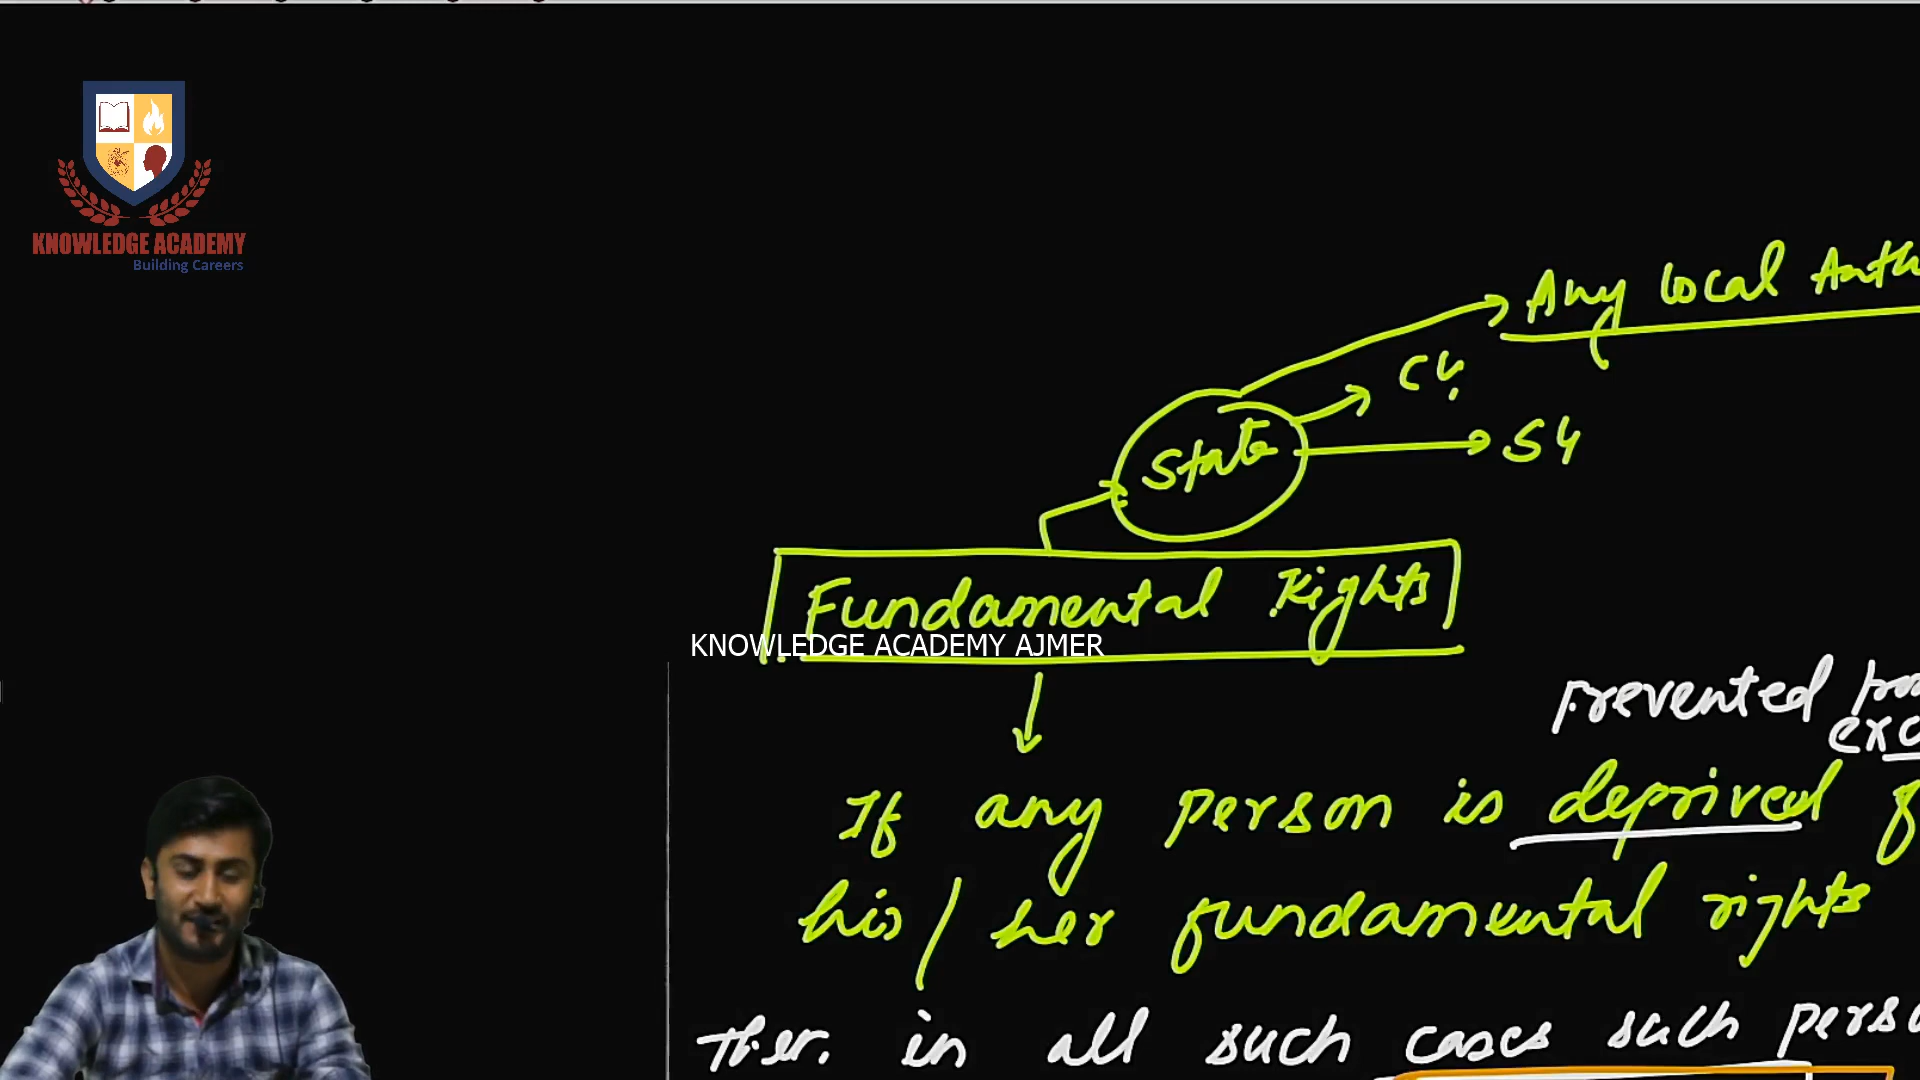 KNOWLEDGE ACADEMY
Building Careers
Any local Auth
CG
State
SG
Fundamental Rights
KNOWLEDGE ACADEMY AJMER
prevented
If any person is deprived of
his/her fundamental rights
Then. in all such cases such perso